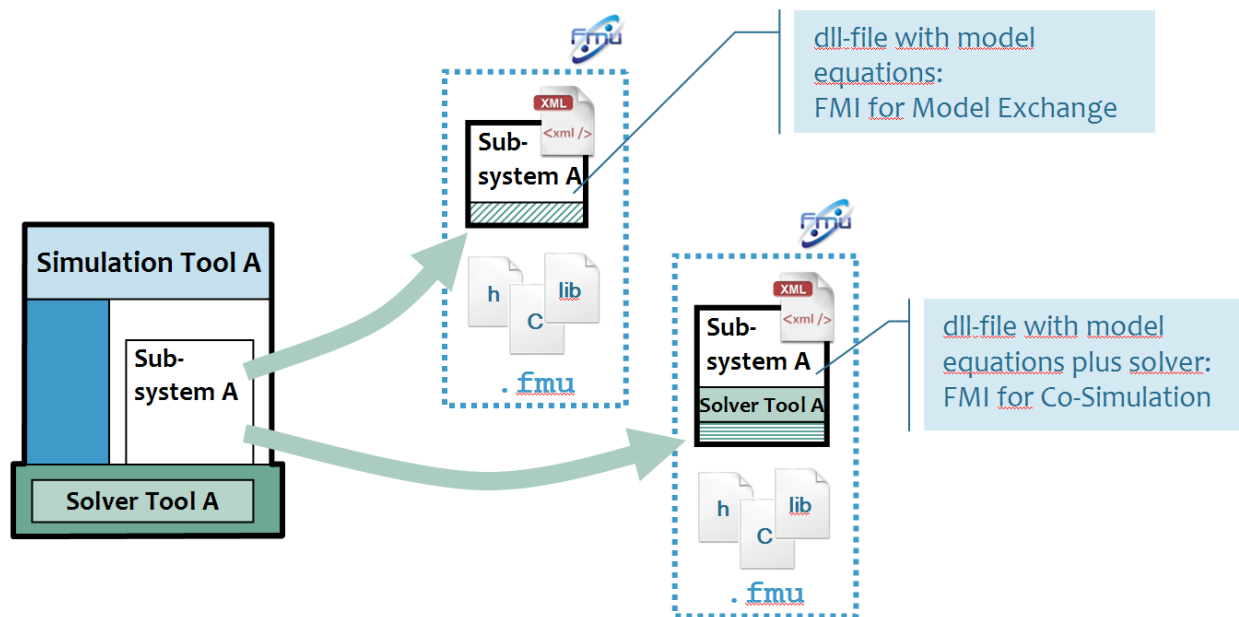 fmu
dll-file with model
equations:
FMI for Model Exchange
XML
<xml />
Sub-
system A
h
C
lib
.fmu
Simulation Tool A
Sub-
system A
Solver Tool A
fmu
XML
<xml />
Sub-
system A
Solver Tool A
dll-file with model
equations plus solver:
FMI for Co-Simulation
h
C
lib
.fmu